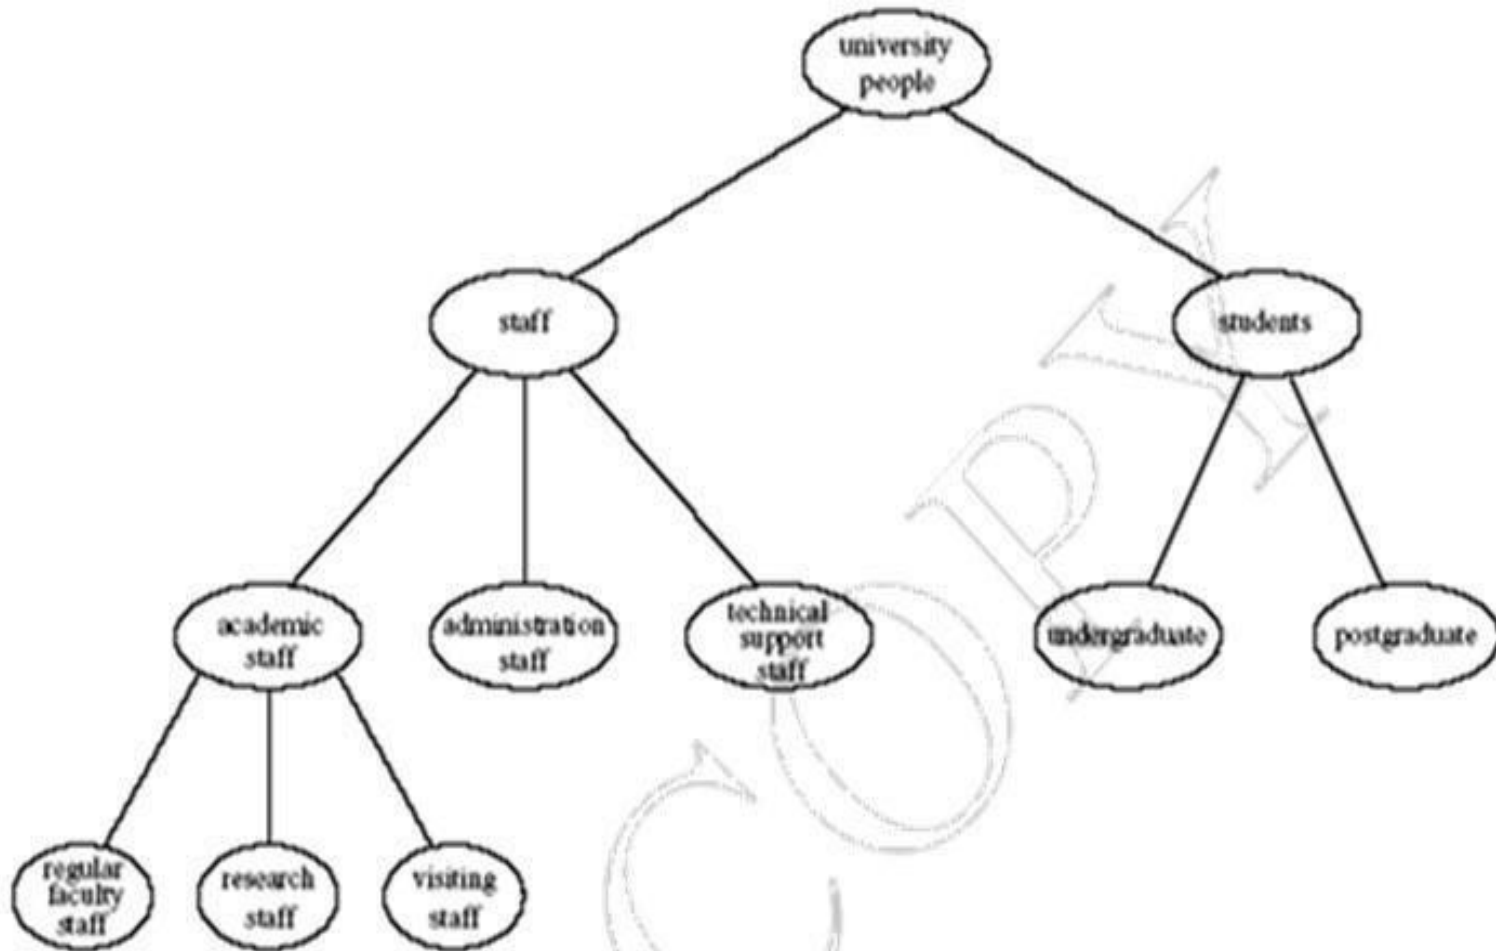 university
people
staff
students
academic
staff
administration
staff
technical
support
staff
undergraduate
postgraduate
regular
faculty
staff
research
staff
visiting
staff
COPY